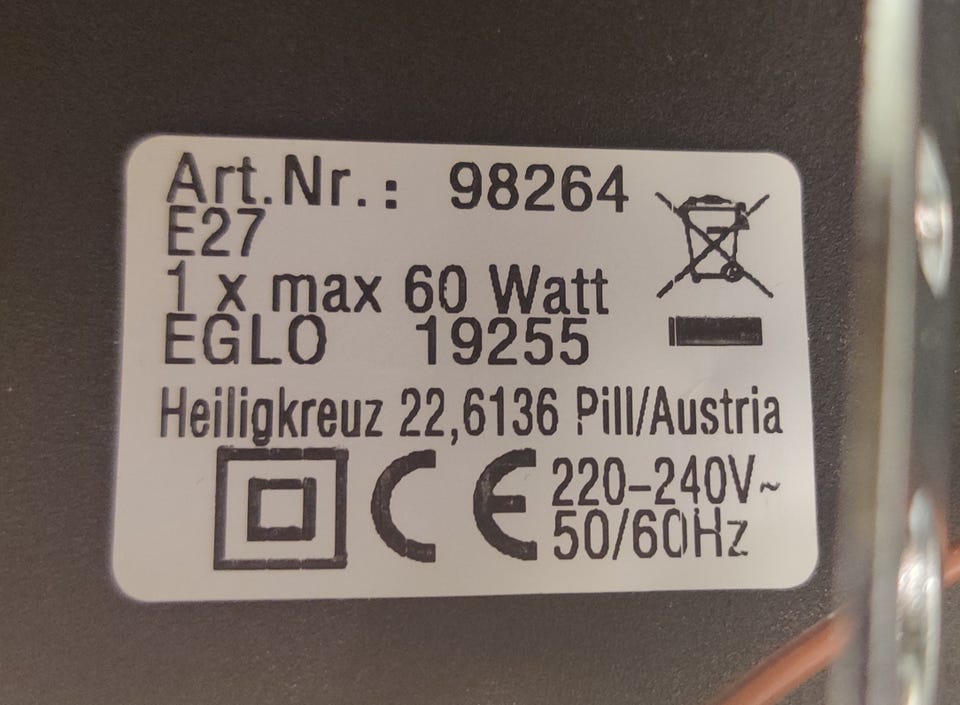 Art.Nr.: 98264
E27
1 x max 60 Watt
EGLO 19255
Heiligkreuz 22,6136 Pill/Austria
CE 220-240V~
50/60Hz